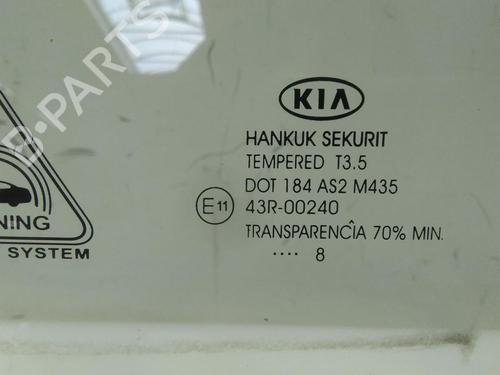 KIA
HANKUK SEKURIT
TEMPERED T3.5
DOT 184 AS2 M435
E11 43R-00240
TRANSPARENCÎA 70% MIN.
.... 8
NING
SYSTEM
B-PARTS